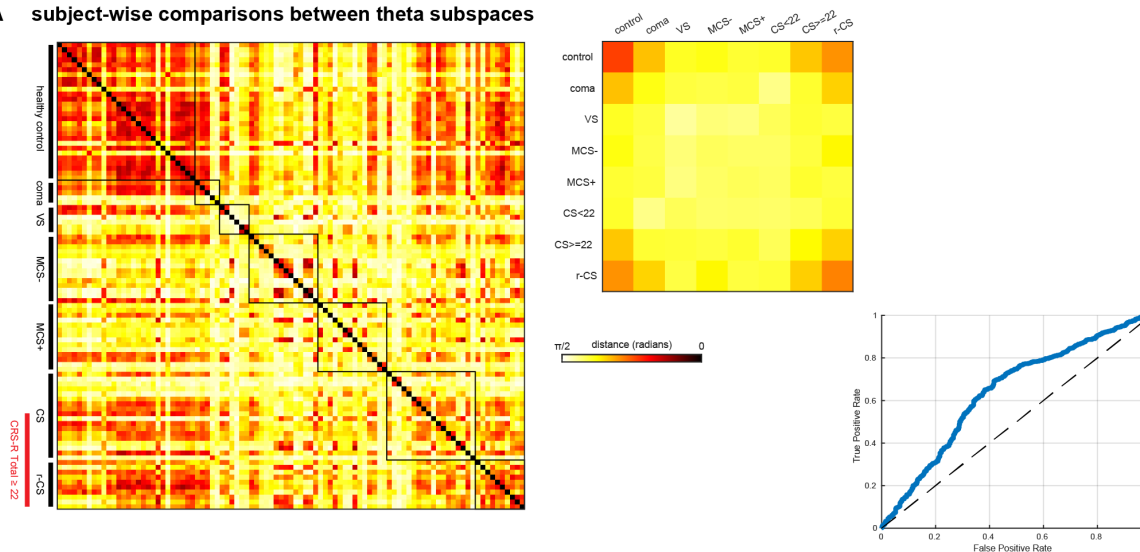 A subject-wise comparisons between theta subspaces
control coma VS MCS- MCS+ CS<22 CS>=22 r-CS
control
coma
VS
MCS-
MCS+
CS<22
CS>=22
r-CS
healthy control
coma
VS
MCS-
MCS+
CS
r-CS
CRS-R Total ≥ 22
π/2 distance (radians) 0
True Positive Rate
1
0.8
0.6
0.4
0.2
0
0 0.2 0.4 0.6 0.8
False Positive Rate